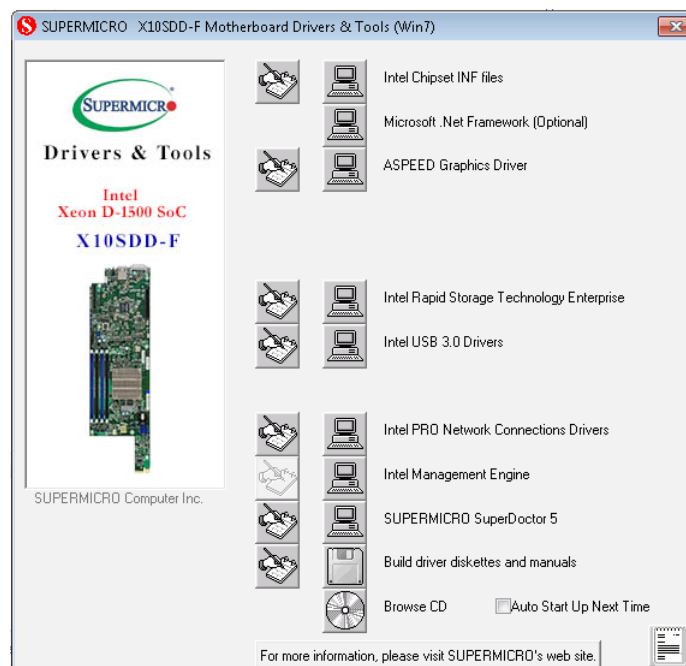 SUPERMICRO X10SDD-F Motherboard Drivers & Tools (Win7)
SUPERMICRO
Drivers & Tools
Intel
Xeon D-1500 SoC
X10SDD-F
SUPERMICRO Computer Inc.
Intel Chipset INF files
Microsoft .Net Framework (Optional)
ASPEED Graphics Driver
Intel Rapid Storage Technology Enterprise
Intel USB 3.0 Drivers
Intel PRO Network Connections Drivers
Intel Management Engine
SUPERMICRO SuperDoctor 5
Build driver diskettes and manuals
Browse CD Auto Start Up Next Time
For more information, please visit SUPERMICRO's web site.